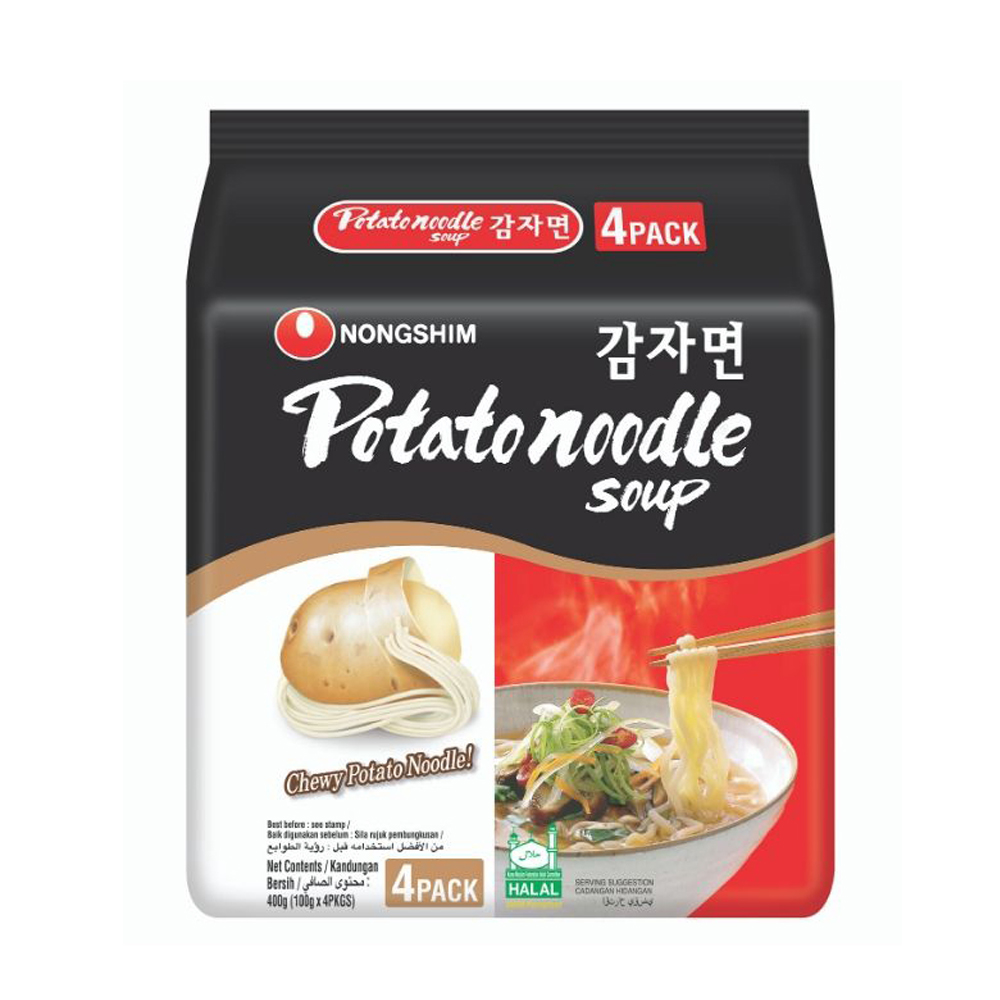 Potato noodle
soup
감자면
4PACK
NONGSHIM
감자면
Potato noodle
soup
Chewy Potato Noodle!
Best before : see stamp /
Baik digunakan sebelum : Sila rujuk pembungkusan /
من الأفضل استخدامه قبل : رؤية الطوابع
Net Contents / Kandungan
Bersih / محتوى الصافي :
400g (100g x 4PKGS)
4PACK
حلال
HALAL
SERVING SUGGESTION
CADANGAN HIDANGAN